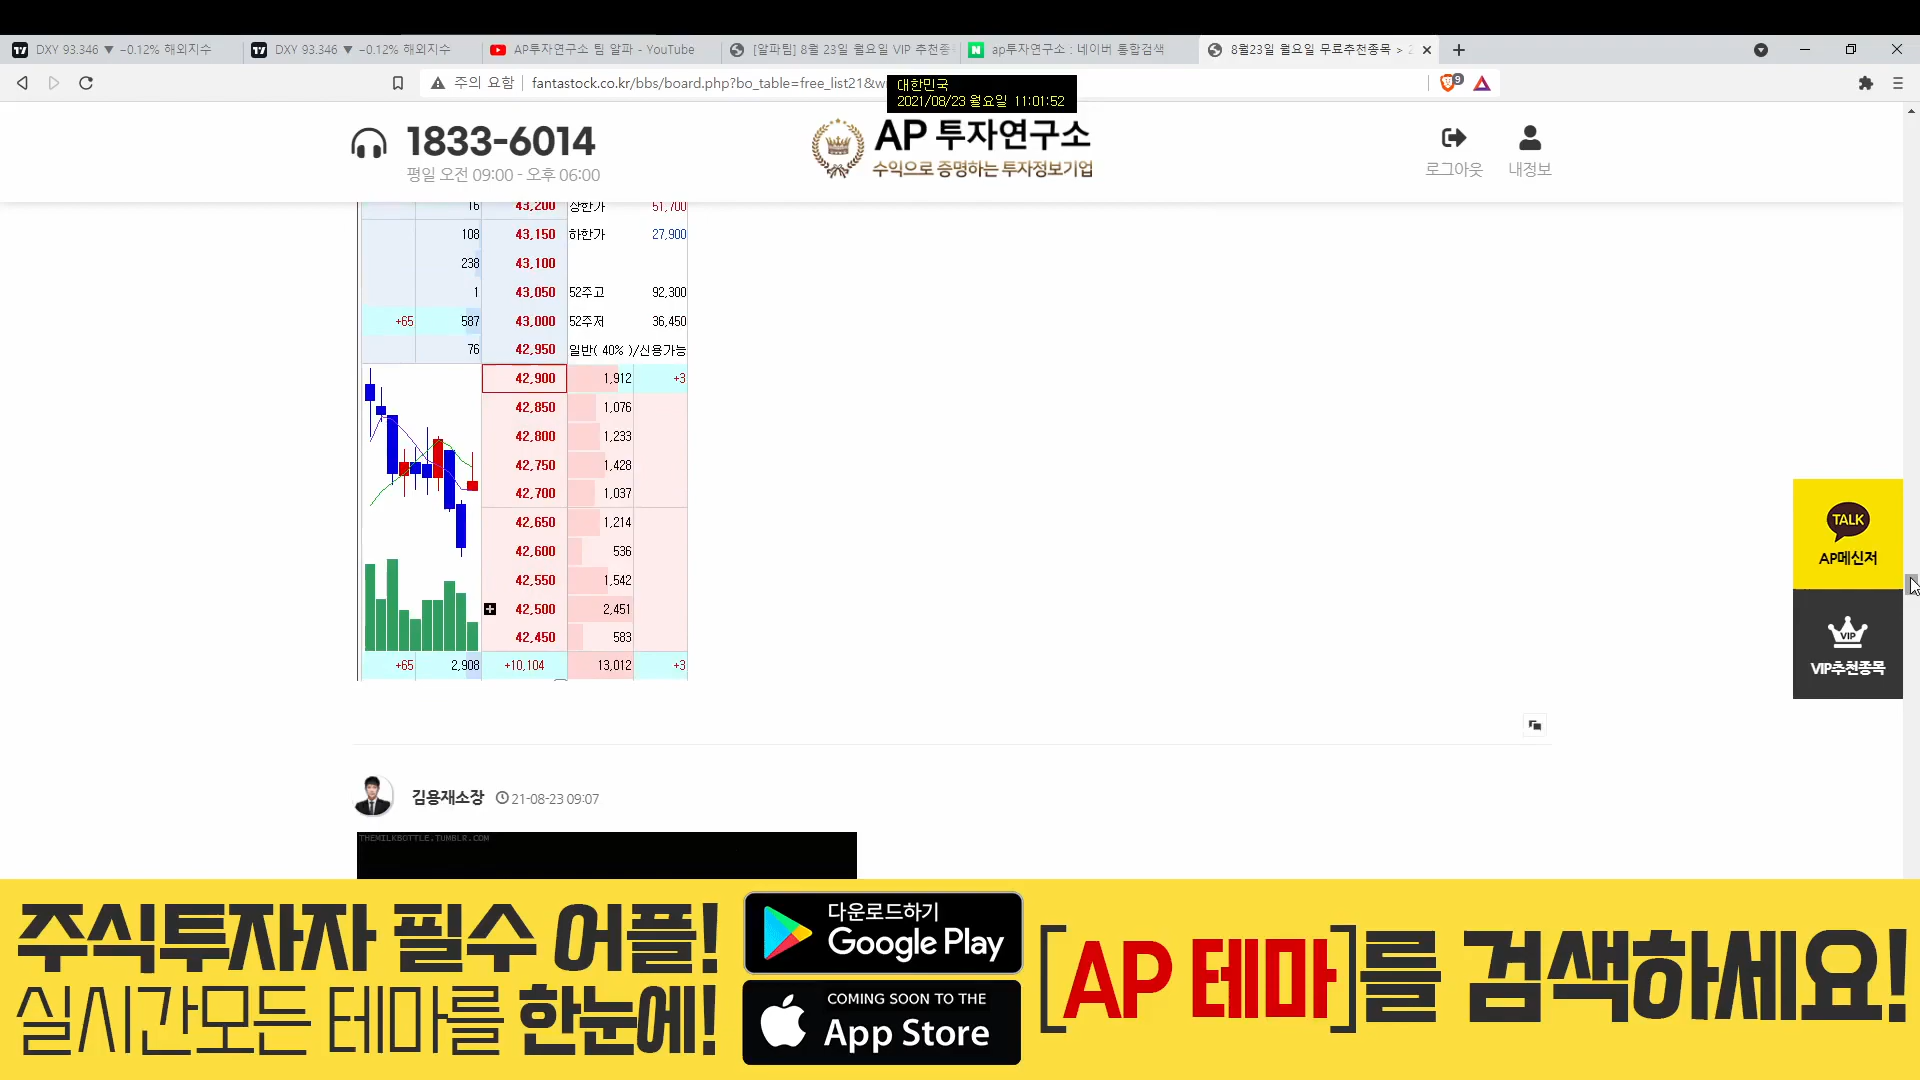 DXY 93.346 ▼ −0.12% 해외지수
DXY 93.346 ▼ −0.12% 해외지수
AP투자연구소 팀 알파 - YouTube
[알파팀] 8월 23일 월요일 VIP 추천종
ap투자연구소 : 네이버 통합검색
8월23일 월요일 무료추천종목 > 2
주의 요함
fantastock.co.kr/bbs/board.php?bo_table=free_list21&w
9
대한민국
2021/08/23 월요일 11:01:52
1833-6014
평일 오전 09:00 - 오후 06:00
AP 투자연구소
수익으로 증명하는 투자정보기업
로그아웃
내정보
16 43,200 상한가 51,700
108 43,150 하한가 27,900
238 43,100
1 43,050 52주고 92,300
+65 587 43,000 52주저 36,450
76 42,950 일반( 40% )/신용가능
42,900 1,912 +3
42,850 1,076
42,800 1,233
42,750 1,428
42,700 1,037
42,650 1,214
42,600 536
42,550 1,542
42,500 2,451
42,450 583
+65 2,908 +10,104 13,012 +3
TALK
AP메신저
VIP
VIP추천종목
김용재소장 21-08-23 09:07
THEMILKBOTTLE.TUMBLR.COM
주식투자자 필수 어플!
실시간모든 테마를 한눈에!
다운로드하기
Google Play
COMING SOON TO THE
App Store
[AP 테마]를 검색하세요!